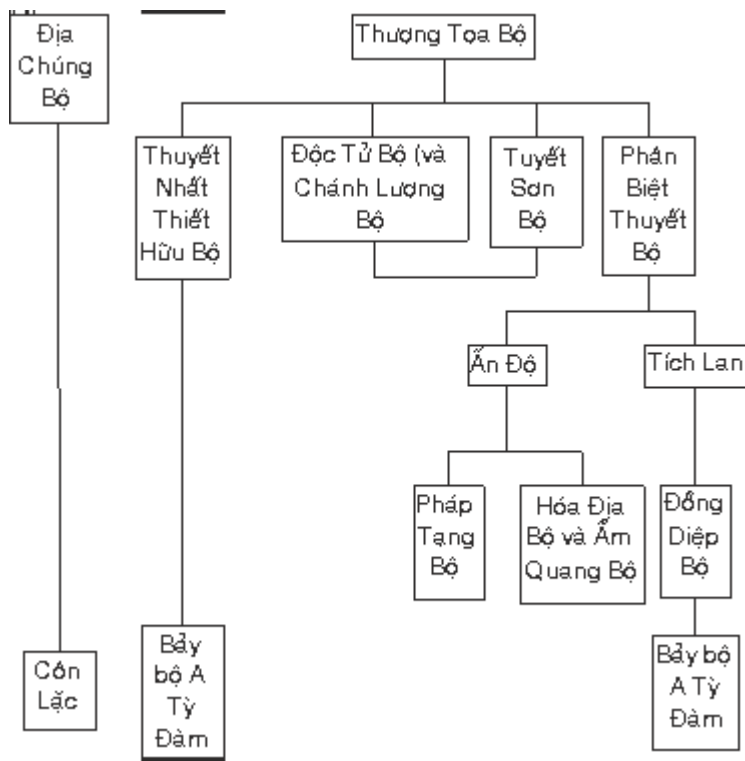 Địa
Chúng
Bộ
Thượng Tọa Bộ
Thuyết
Nhất
Thiết
Hữu Bộ
Độc Tử Bộ (và
Chánh Lượng
Bộ
Tuyết
Sơn
Bộ
Phân
Biệt
Thuyết
Bộ
Ấn Độ
Tích Lan
Pháp
Tạng
Bộ
Hóa Địa
Bộ và Ẩm
Quang Bộ
Đồng
Diệp
Bộ
Côn
Lặc
Bảy
bộ A
Tỳ
Đàm
Bảy bộ
A Tỳ
Đàm